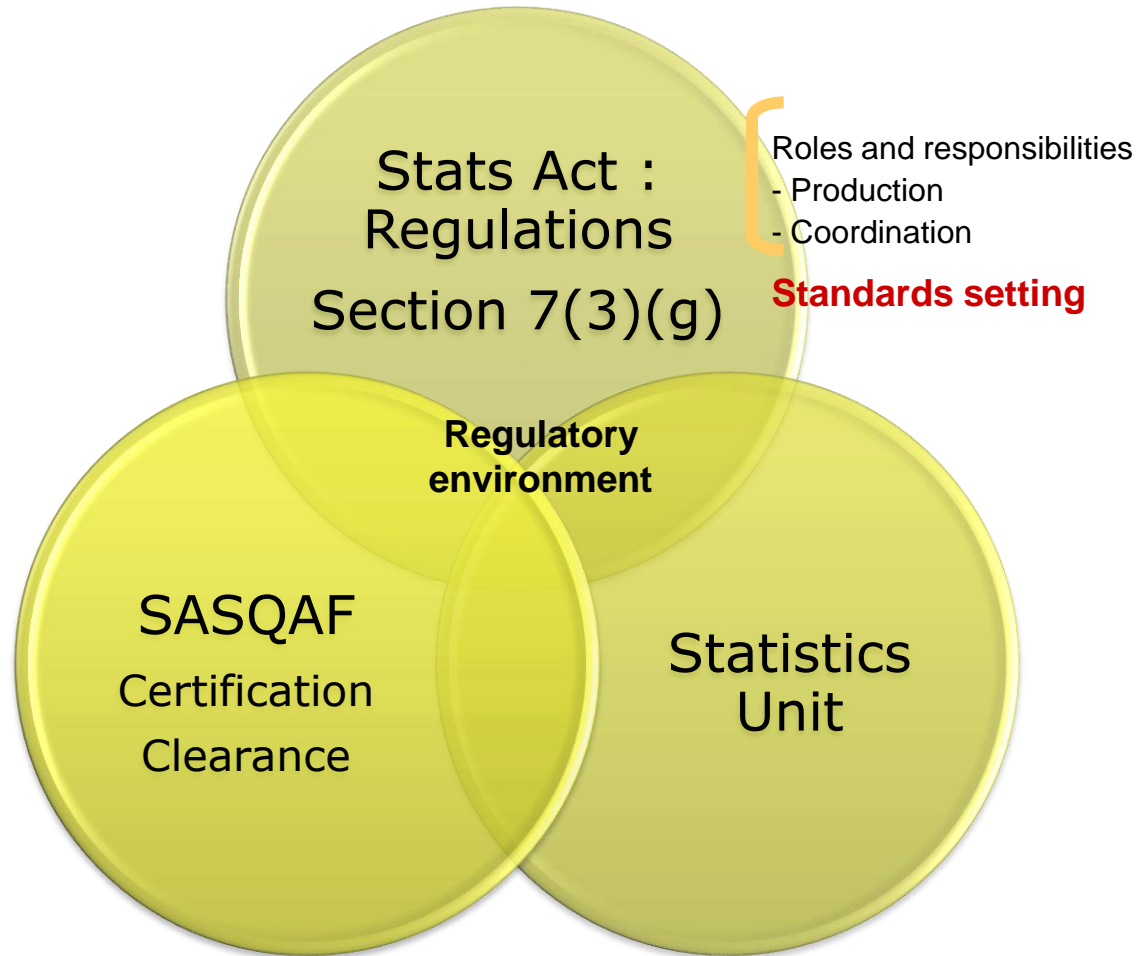 Stats Act :
Regulations
Section 7(3)(g)
Roles and responsibilities
- Production
- Coordination
Standards setting
Regulatory
environment
SASQAF
Certification
Clearance
Statistics
Unit